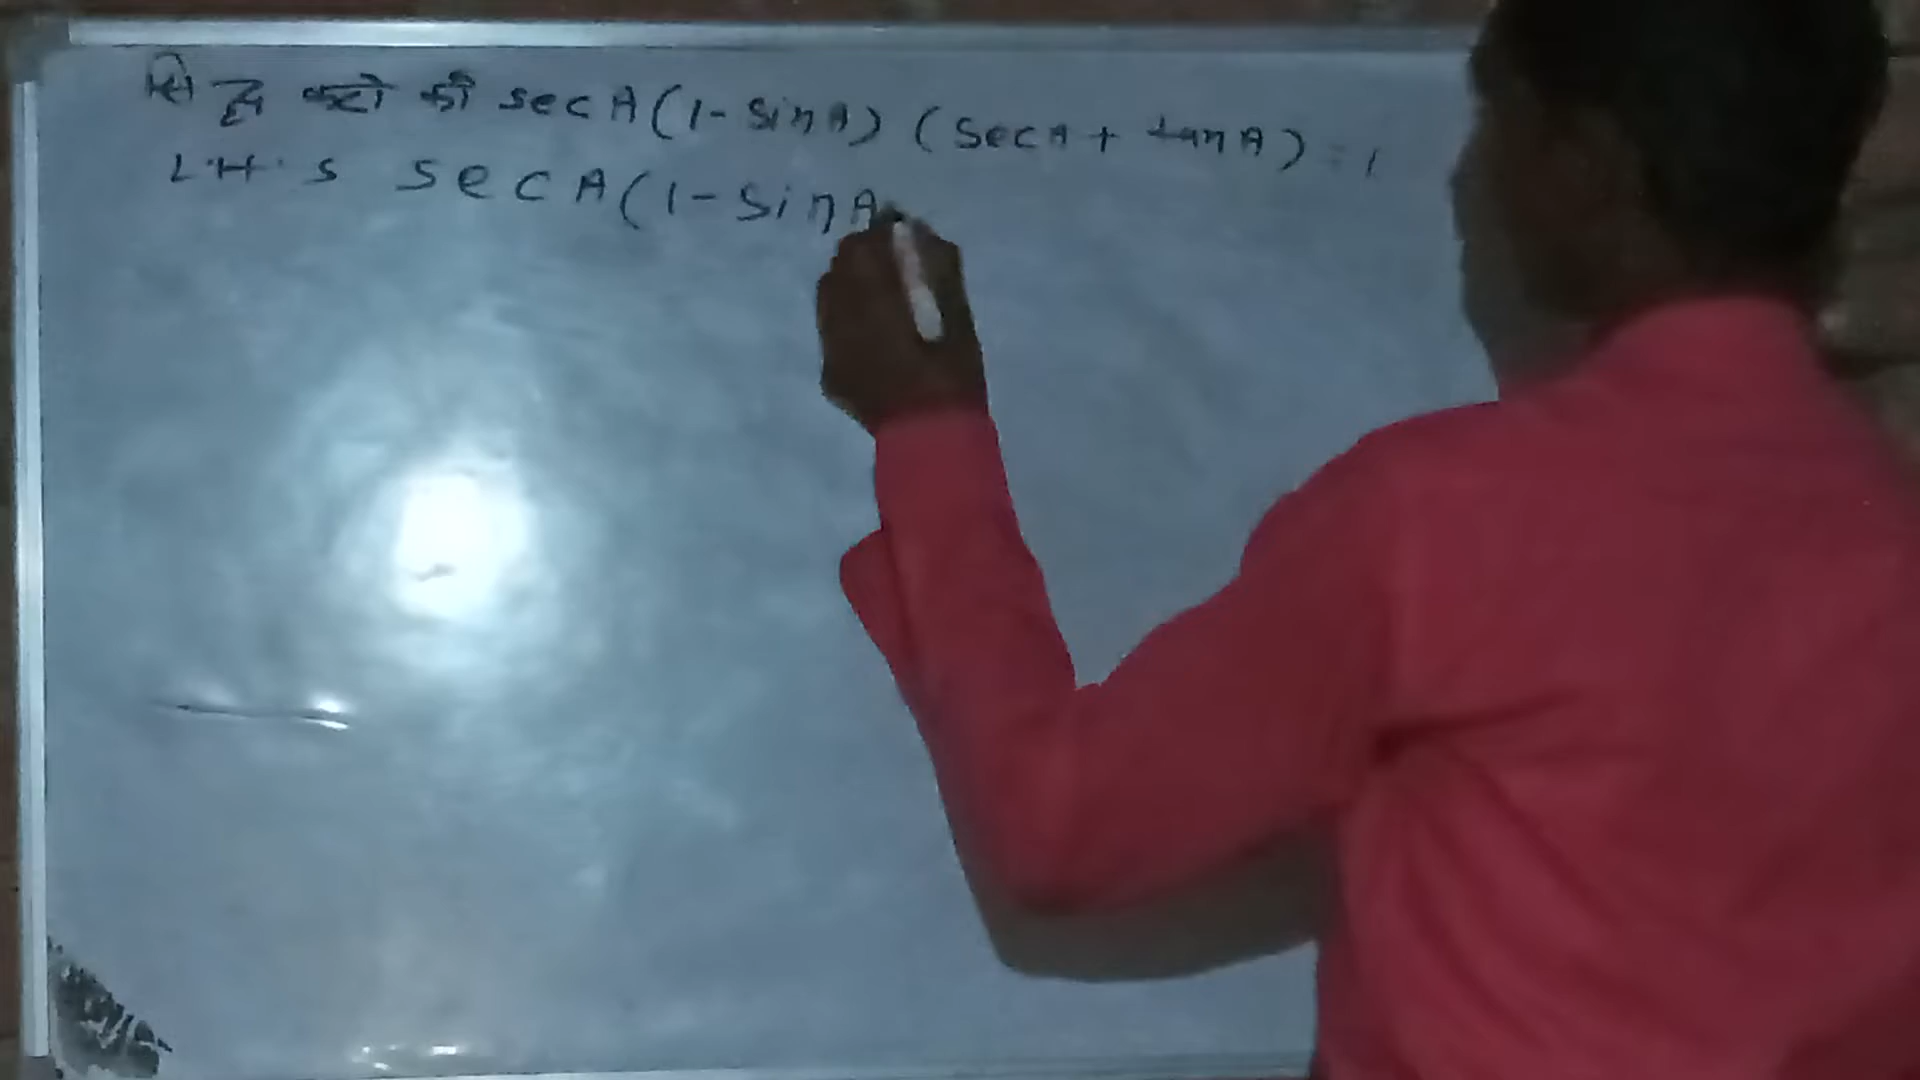 सिद्ध करो की secA(1-sinA) (secA+ tanA)=1
L.H.S secA(1-sinA